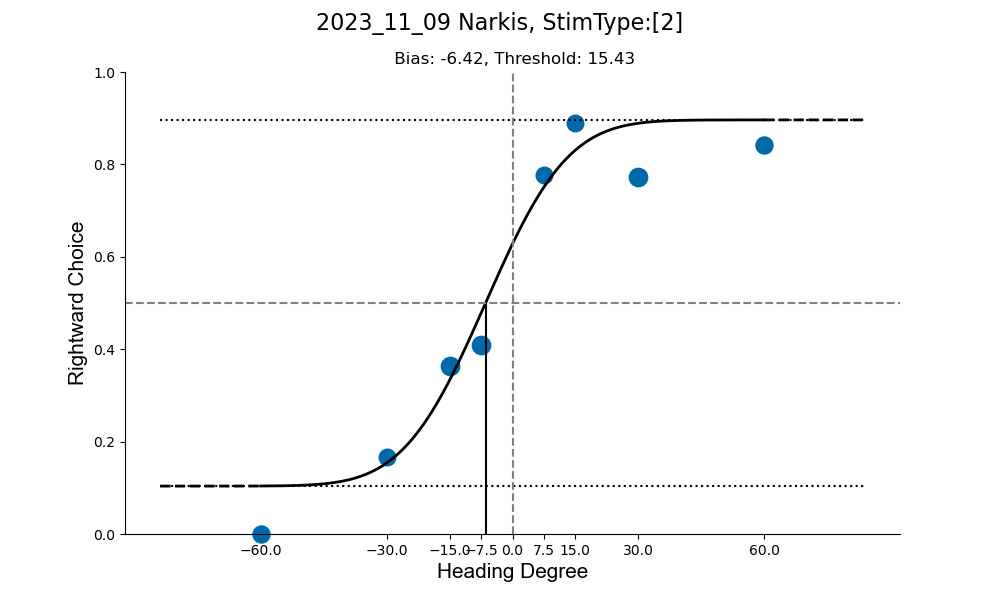 2023_11_09 Narkis, StimType:[2]
Bias: -6.42, Threshold: 15.43
1.0
0.8
0.6
0.4
0.2
0.0
Rightward Choice
−60.0 −30.0 −15.0 −7.5 0.0 7.5 15.0 30.0 60.0
Heading Degree